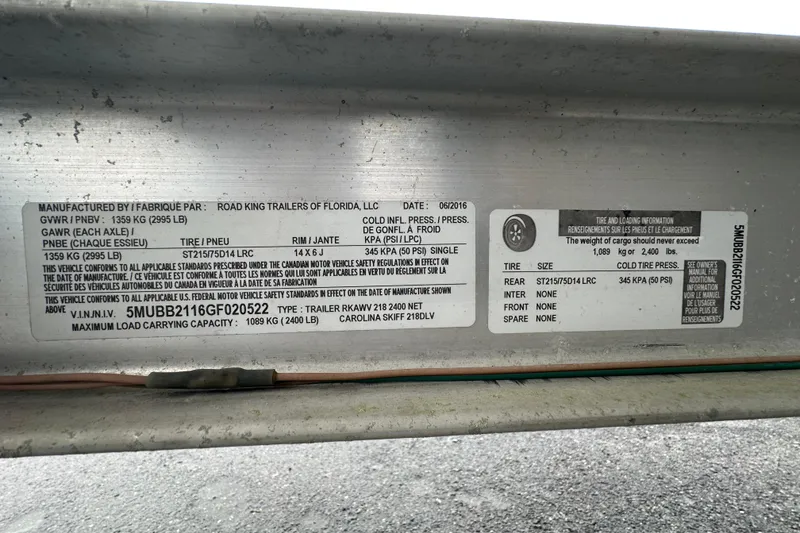 MANUFACTURED BY / FABRIQUÉ PAR : ROAD KING TRAILERS OF FLORIDA, LLC DATE : 06/2016
GVWR / PNBV : 1359 KG (2995 LB) COLD INFL. PRESS. / PRESS.
GAWR (EACH AXLE) / DE GONFL. À FROID
PNBE (CHAQUE ESSIEU) TIRE / PNEU RIM / JANTE KPA (PSI / LPC)
1359 KG (2995 LB) ST215/75D14 LRC 14 X 6 J 345 KPA (50 PSI) SINGLE
THIS VEHICLE CONFORMS TO ALL APPLICABLE STANDARDS PRESCRIBED UNDER THE CANADIAN MOTOR VEHICLE SAFETY REGULATIONS IN EFFECT ON
THE DATE OF MANUFACTURE. / CE VÉHICULE EST CONFORME À TOUTES LES NORMES QUI LUI SONT APPLICABLES EN VERTU DU RÈGLEMENT SUR LA
SÉCURITÉ DES VÉHICULES AUTOMOBILES DU CANADA EN VIGUEUR À LA DATE DE SA FABRICATION
THIS VEHICLE CONFORMS TO ALL APPLICABLE U.S. FEDERAL MOTOR VEHICLE SAFETY STANDARDS IN EFFECT ON THE DATE OF MANUFACTURE SHOWN
ABOVE V.I.N./N.I.V. 5MUBB2116GF020522 TYPE : TRAILER RKAWV 218 2400 NET
MAXIMUM LOAD CARRYING CAPACITY : 1089 KG ( 2400 LB) CAROLINA SKIFF 218DLV
TIRE AND LOADING INFORMATION
RENSEIGNEMENTS SUR LES PNEUS ET LE CHARGEMENT
The weight of cargo should never exceed
1,089 kg or 2,400 lbs.
TIRE SIZE COLD TIRE PRESS.
REAR ST215/75D14 LRC 345 KPA (50 PSI)
INTER NONE
FRONT NONE
SPARE NONE
SEE OWNER'S
MANUAL FOR
ADDITIONAL
INFORMATION
VOIR LE MANUEL
DE L'USAGER
POUR PLUS DE
RENSEIGNEMENTS
5MUBB2116GF020522